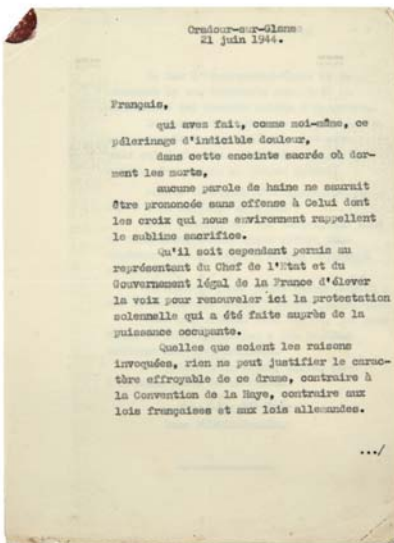 Oradour-sur-Glane
21 juin 1944.
Français,
qui avez fait, comme moi-même, ce
pélerinage d'indicible douleur,
dans cette enceinte sacrée où dor-
ment les morts,
aucune parole de haine ne saurait
être prononcée sans offense à Celui dont
les croix qui nous environnent rappellent
le sublime sacrifice.
Qu'il soit cependant permis au
représentant du Chef de l'Etat et du
Gouvernement légal de la France d'élever
la voix pour renouveler ici la protestation
solennelle qui a été faite auprès de la
puissance occupante.
Quelles que soient les raisons
invoquées, rien ne peut justifier le carac-
tère effroyable de ce drame, contraire à
la Convention de la Haye, contraire aux
lois françaises et aux lois allemandes.
.../